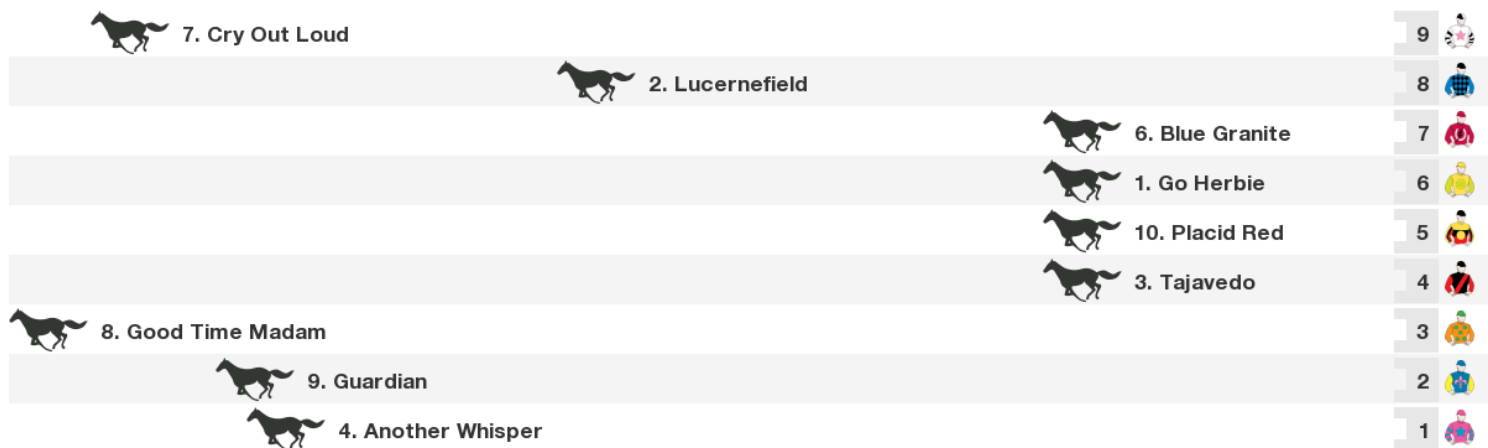 7. Cry Out Loud 9
2. Lucernefield 8
6. Blue Granite 7
1. Go Herbie 6
10. Placid Red 5
3. Tajavedo 4
8. Good Time Madam 3
9. Guardian 2
4. Another Whisper 1